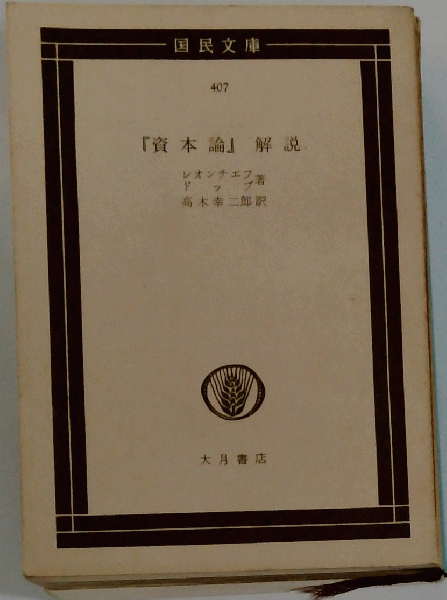 国民文庫
407
『資本論』解説
レオンチエフ
ドッブ 著
高木幸二郎訳
大月書店